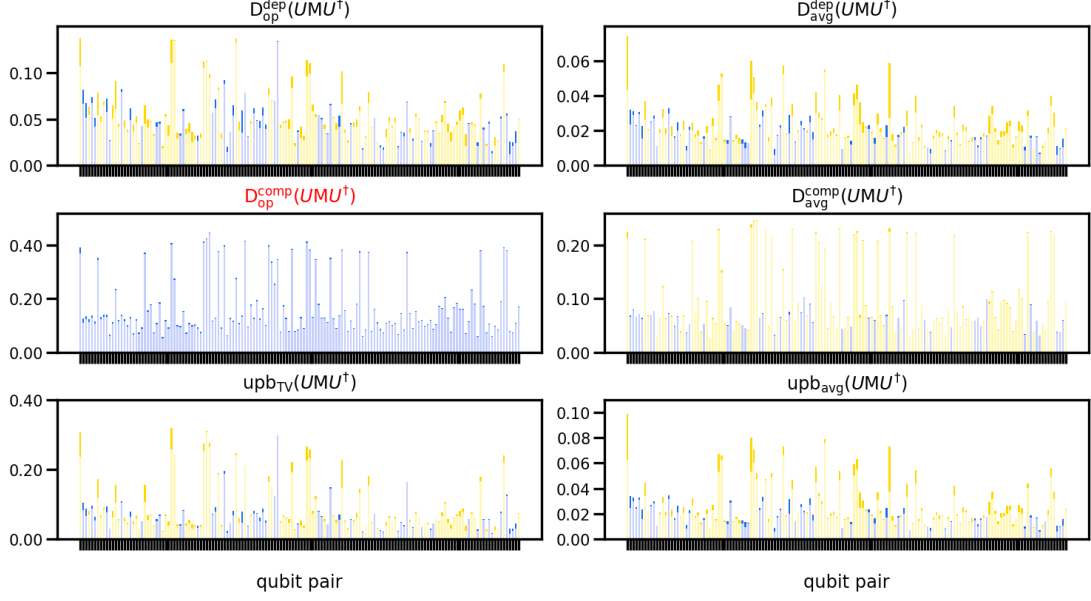 D_op^dep(UMU†)
D_avg^dep(UMU†)
0.10
0.05
0.00
0.06
0.04
0.02
0.00
D_op^comp(UMU†)
D_avg^comp(UMU†)
0.40
0.20
0.00
0.20
0.10
0.00
upb_TV(UMU†)
upb_avg(UMU†)
0.40
0.20
0.00
0.10
0.08
0.06
0.04
0.02
0.00
qubit pair
qubit pair